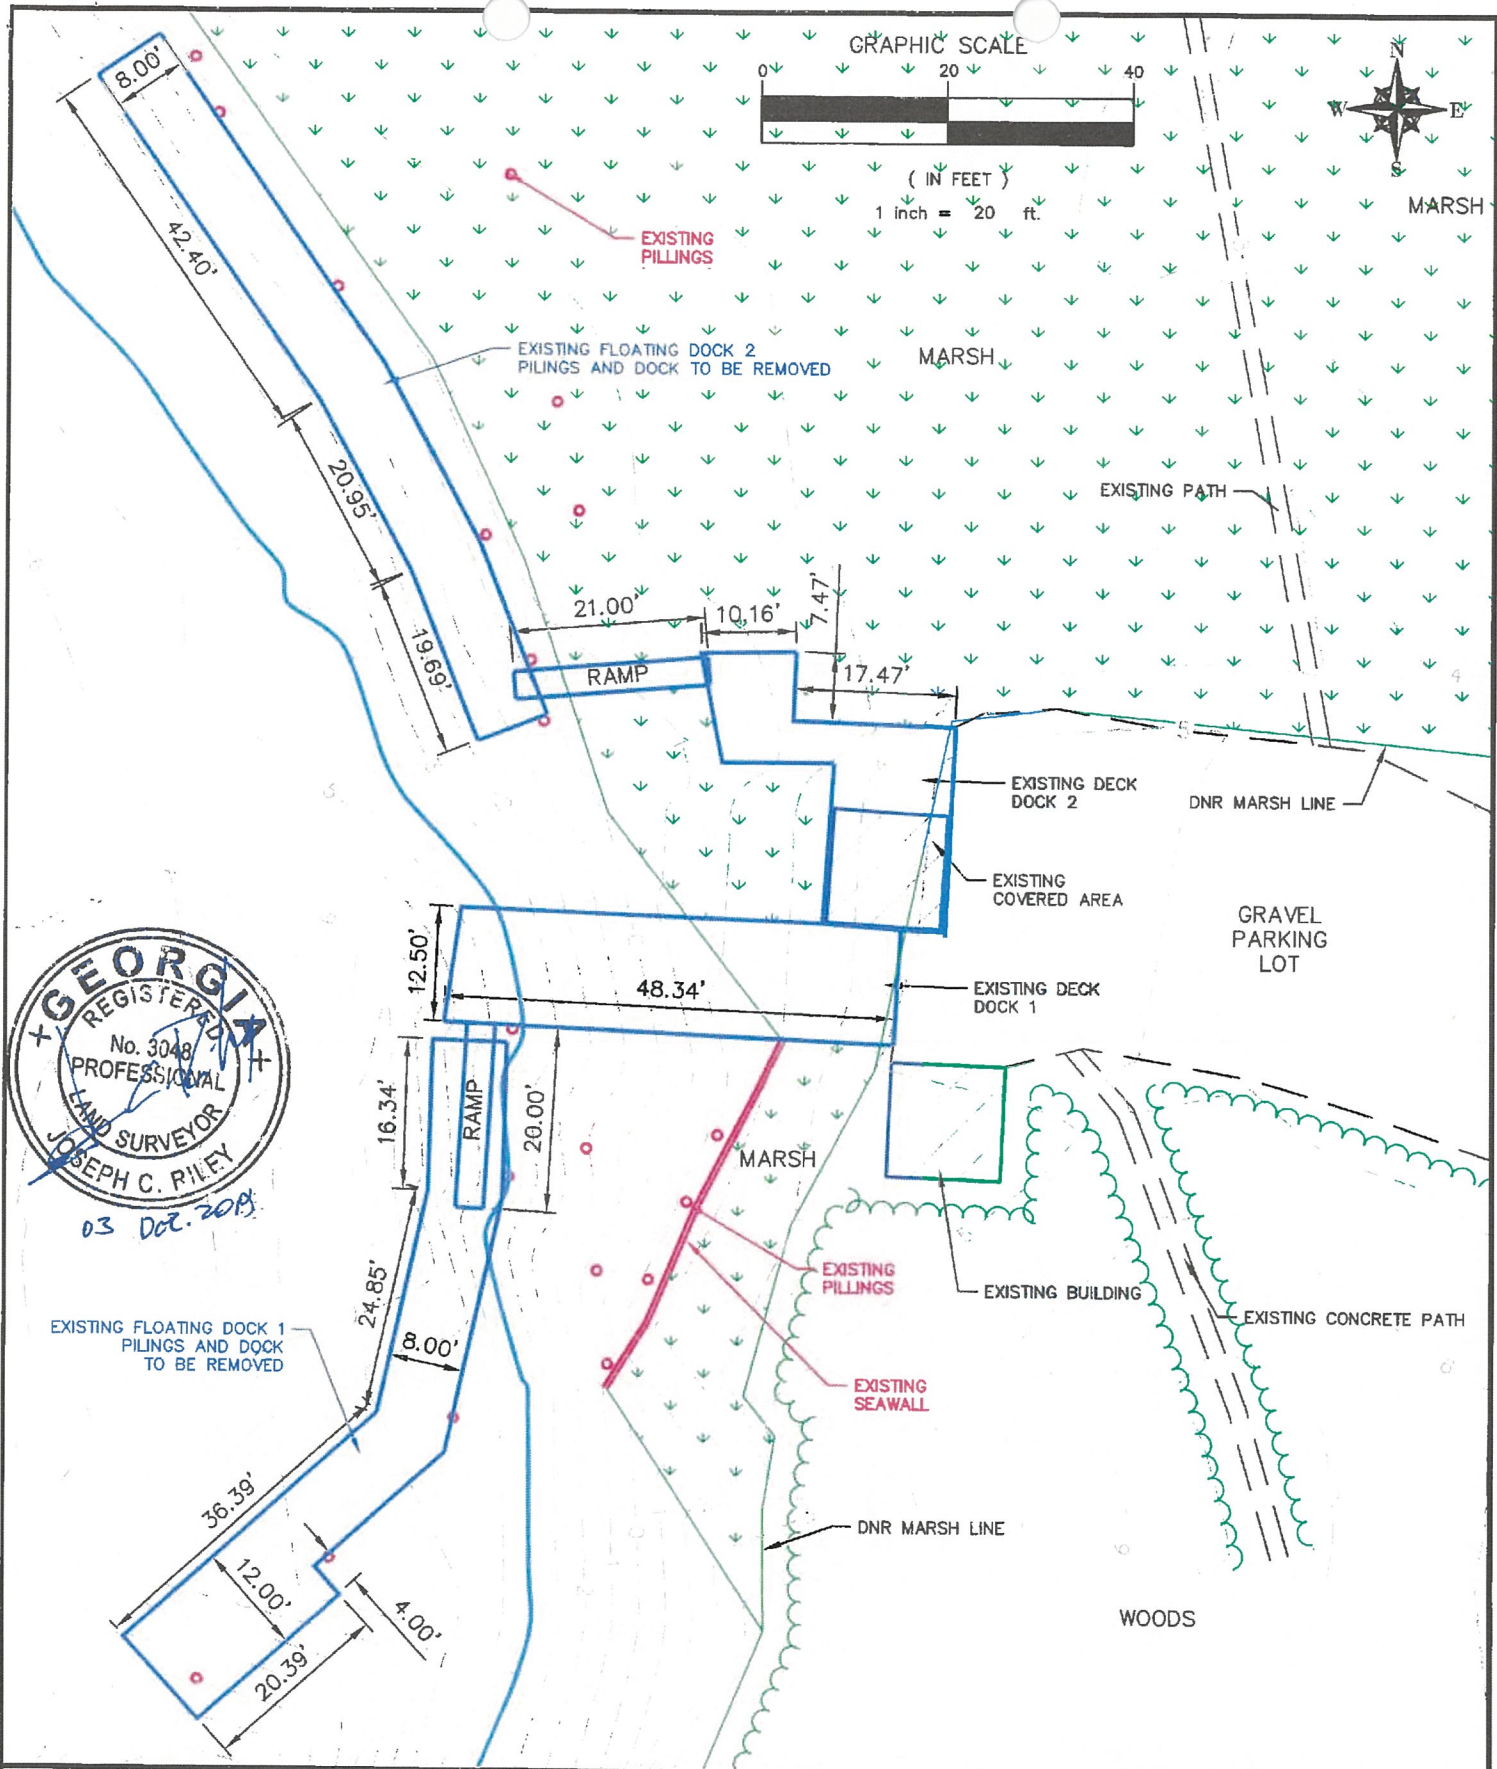 GRAPHIC SCALE
0 20 40
( IN FEET )
1 inch = 20 ft.
N
W E
S
MARSH
8.00'
42.40'
EXISTING
PILLINGS
EXISTING FLOATING DOCK 2
PILINGS AND DOCK TO BE REMOVED
MARSH
20.95'
EXISTING PATH
19.69'
21.00'
10.16'
7.47'
RAMP
17.47'
EXISTING DECK
DOCK 2
DNR MARSH LINE
EXISTING
COVERED AREA
GRAVEL
PARKING
LOT
12.50'
48.34'
EXISTING DECK
DOCK 1
GEORGIA
REGISTERED
No. 3048
PROFESSIONAL
LAND SURVEYOR
JOSEPH C. RILEY
03 DEC. 2019
16.34'
RAMP
20.00'
MARSH
24.85'
8.00'
EXISTING
PILLINGS
EXISTING BUILDING
EXISTING CONCRETE PATH
EXISTING FLOATING DOCK 1
PILINGS AND DOCK
TO BE REMOVED
EXISTING
SEAWALL
36.39'
12.00'
4.00'
20.39'
DNR MARSH LINE
WOODS